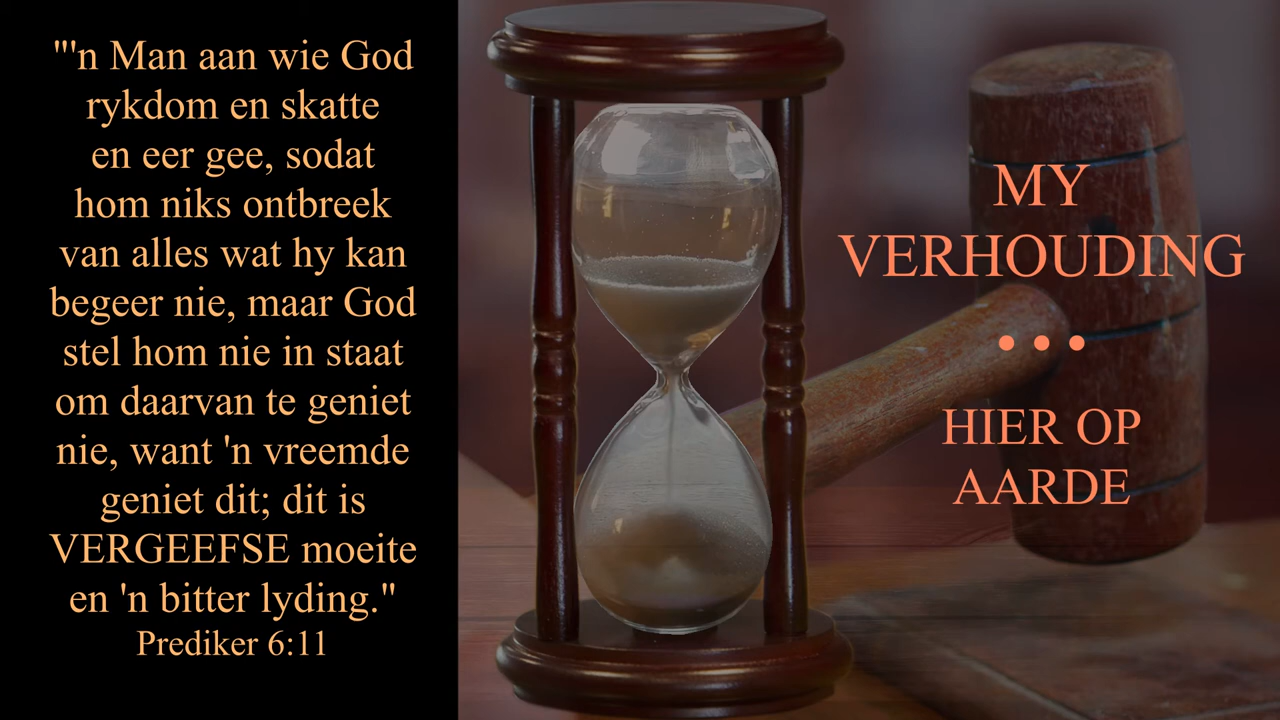 "'n Man aan wie God
rykdom en skatte
en eer gee, sodat
hom niks ontbreek
van alles wat hy kan
begeer nie, maar God
stel hom nie in staat
om daarvan te geniet
nie, want 'n vreemde
geniet dit; dit is
VERGEEFSE moeite
en 'n bitter lyding."
Prediker 6:11
MY
VERHOUDING
• • •
HIER OP
AARDE